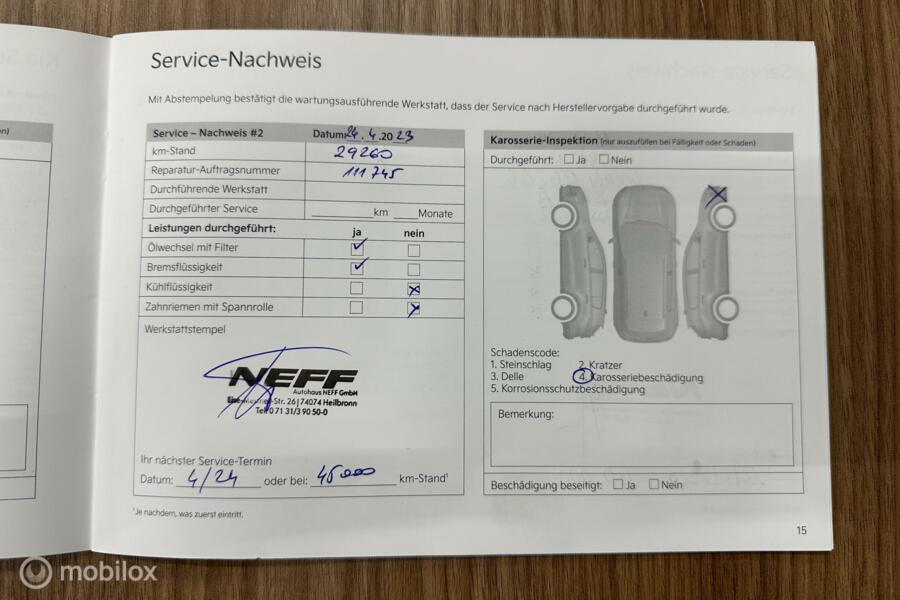 Service-Nachweis
Mit Abstempelung bestätigt die wartungsausführende Werkstatt, dass der Service nach Herstellervorgabe durchgeführt wurde.
Service – Nachweis #2 Datum: 24.4.2023
km-Stand 29260
Reparatur-Auftragsnummer 111745
Durchführende Werkstatt
Durchgeführter Service km Monate
Leistungen durchgeführt: ja nein
Ölwechsel mit Filter
Bremsflüssigkeit
Kühlflüssigkeit
Zahnriemen mit Spannrolle
Werkstattstempel
NEFF
Autohaus NEFF GmbH
-Str. 26 | 74074 Heilbronn
Tel. 0 71 31/3 90 50-0
Ihr nächster Service-Termin
Datum: 4/24 oder bei: 45000 km-Stand¹
¹Je nachdem, was zuerst eintritt.
Karosserie-Inspektion (nur auszufüllen bei Fälligkeit oder Schäden)
Durchgeführt: Ja Nein
Schadenscode:
1. Steinschlag 2. Kratzer
3. Delle 4. Karosseriebeschädigung
5. Korrosionsschutzbeschädigung
Bemerkung:
Beschädigung beseitigt: Ja Nein
15
mobilox